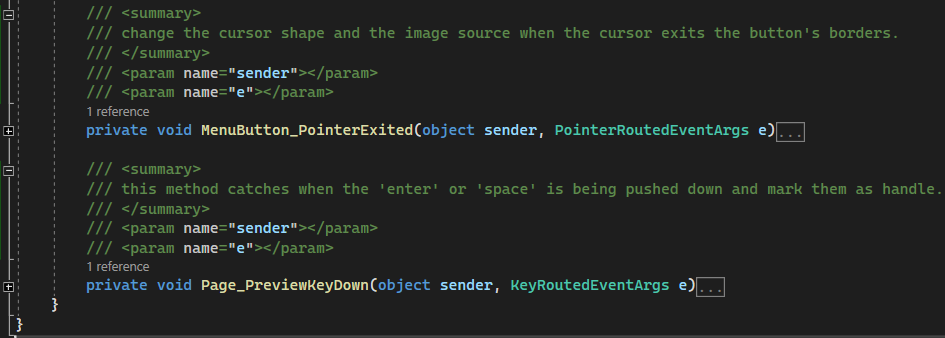 /// <summary>
/// change the cursor shape and the image source when the cursor exits the button's borders.
/// </summary>
/// <param name="sender"></param>
/// <param name="e"></param>
1 reference
private void MenuButton_PointerExited(object sender, PointerRoutedEventArgs e)...
/// <summary>
/// this method catches when the 'enter' or 'space' is being pushed down and mark them as handle.
/// </summary>
/// <param name="sender"></param>
/// <param name="e"></param>
1 reference
private void Page_PreviewKeyDown(object sender, KeyRoutedEventArgs e)...
}
}